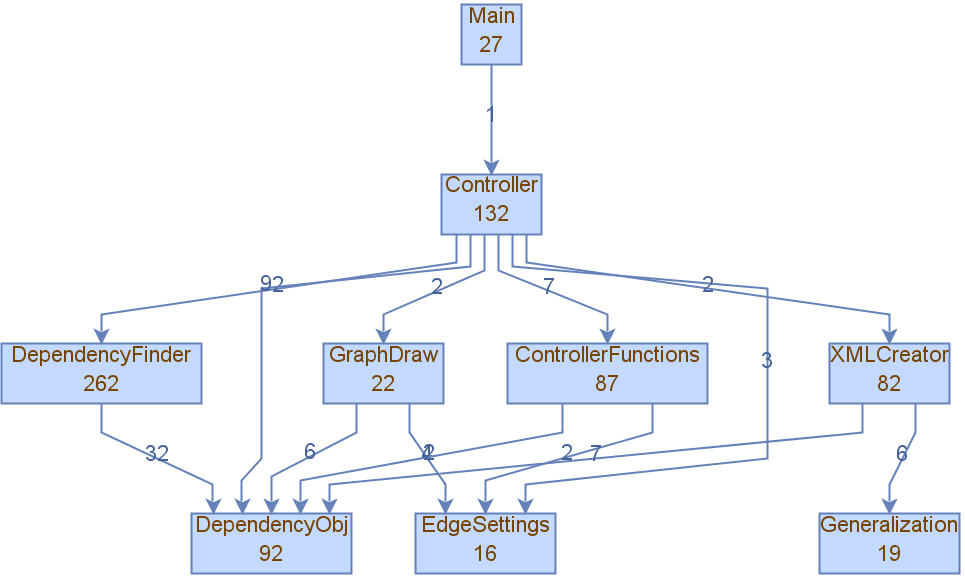 Main
27
1
Controller
132
92
2
7
2
3
DependencyFinder
262
GraphDraw
22
ControllerFunctions
87
XMLCreator
82
32
6
2
7
6
DependencyObj
92
EdgeSettings
16
Generalization
19